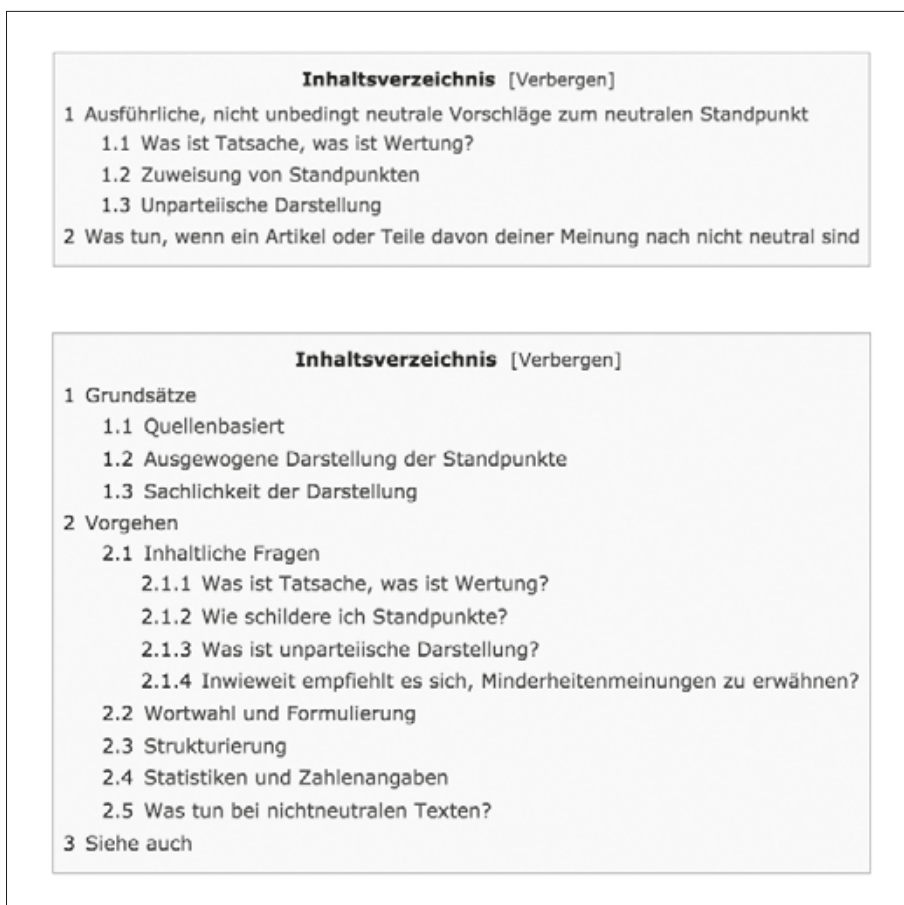 Inhaltsverzeichnis [Verbergen]
1 Ausführliche, nicht unbedingt neutrale Vorschläge zum neutralen Standpunkt
1.1 Was ist Tatsache, was ist Wertung?
1.2 Zuweisung von Standpunkten
1.3 Unparteiische Darstellung
2 Was tun, wenn ein Artikel oder Teile davon deiner Meinung nach nicht neutral sind
Inhaltsverzeichnis [Verbergen]
1 Grundsätze
1.1 Quellenbasiert
1.2 Ausgewogene Darstellung der Standpunkte
1.3 Sachlichkeit der Darstellung
2 Vorgehen
2.1 Inhaltliche Fragen
2.1.1 Was ist Tatsache, was ist Wertung?
2.1.2 Wie schildere ich Standpunkte?
2.1.3 Was ist unparteiische Darstellung?
2.1.4 Inwieweit empfiehlt es sich, Minderheitenmeinungen zu erwähnen?
2.2 Wortwahl und Formulierung
2.3 Strukturierung
2.4 Statistiken und Zahlenangaben
2.5 Was tun bei nichtneutralen Texten?
3 Siehe auch